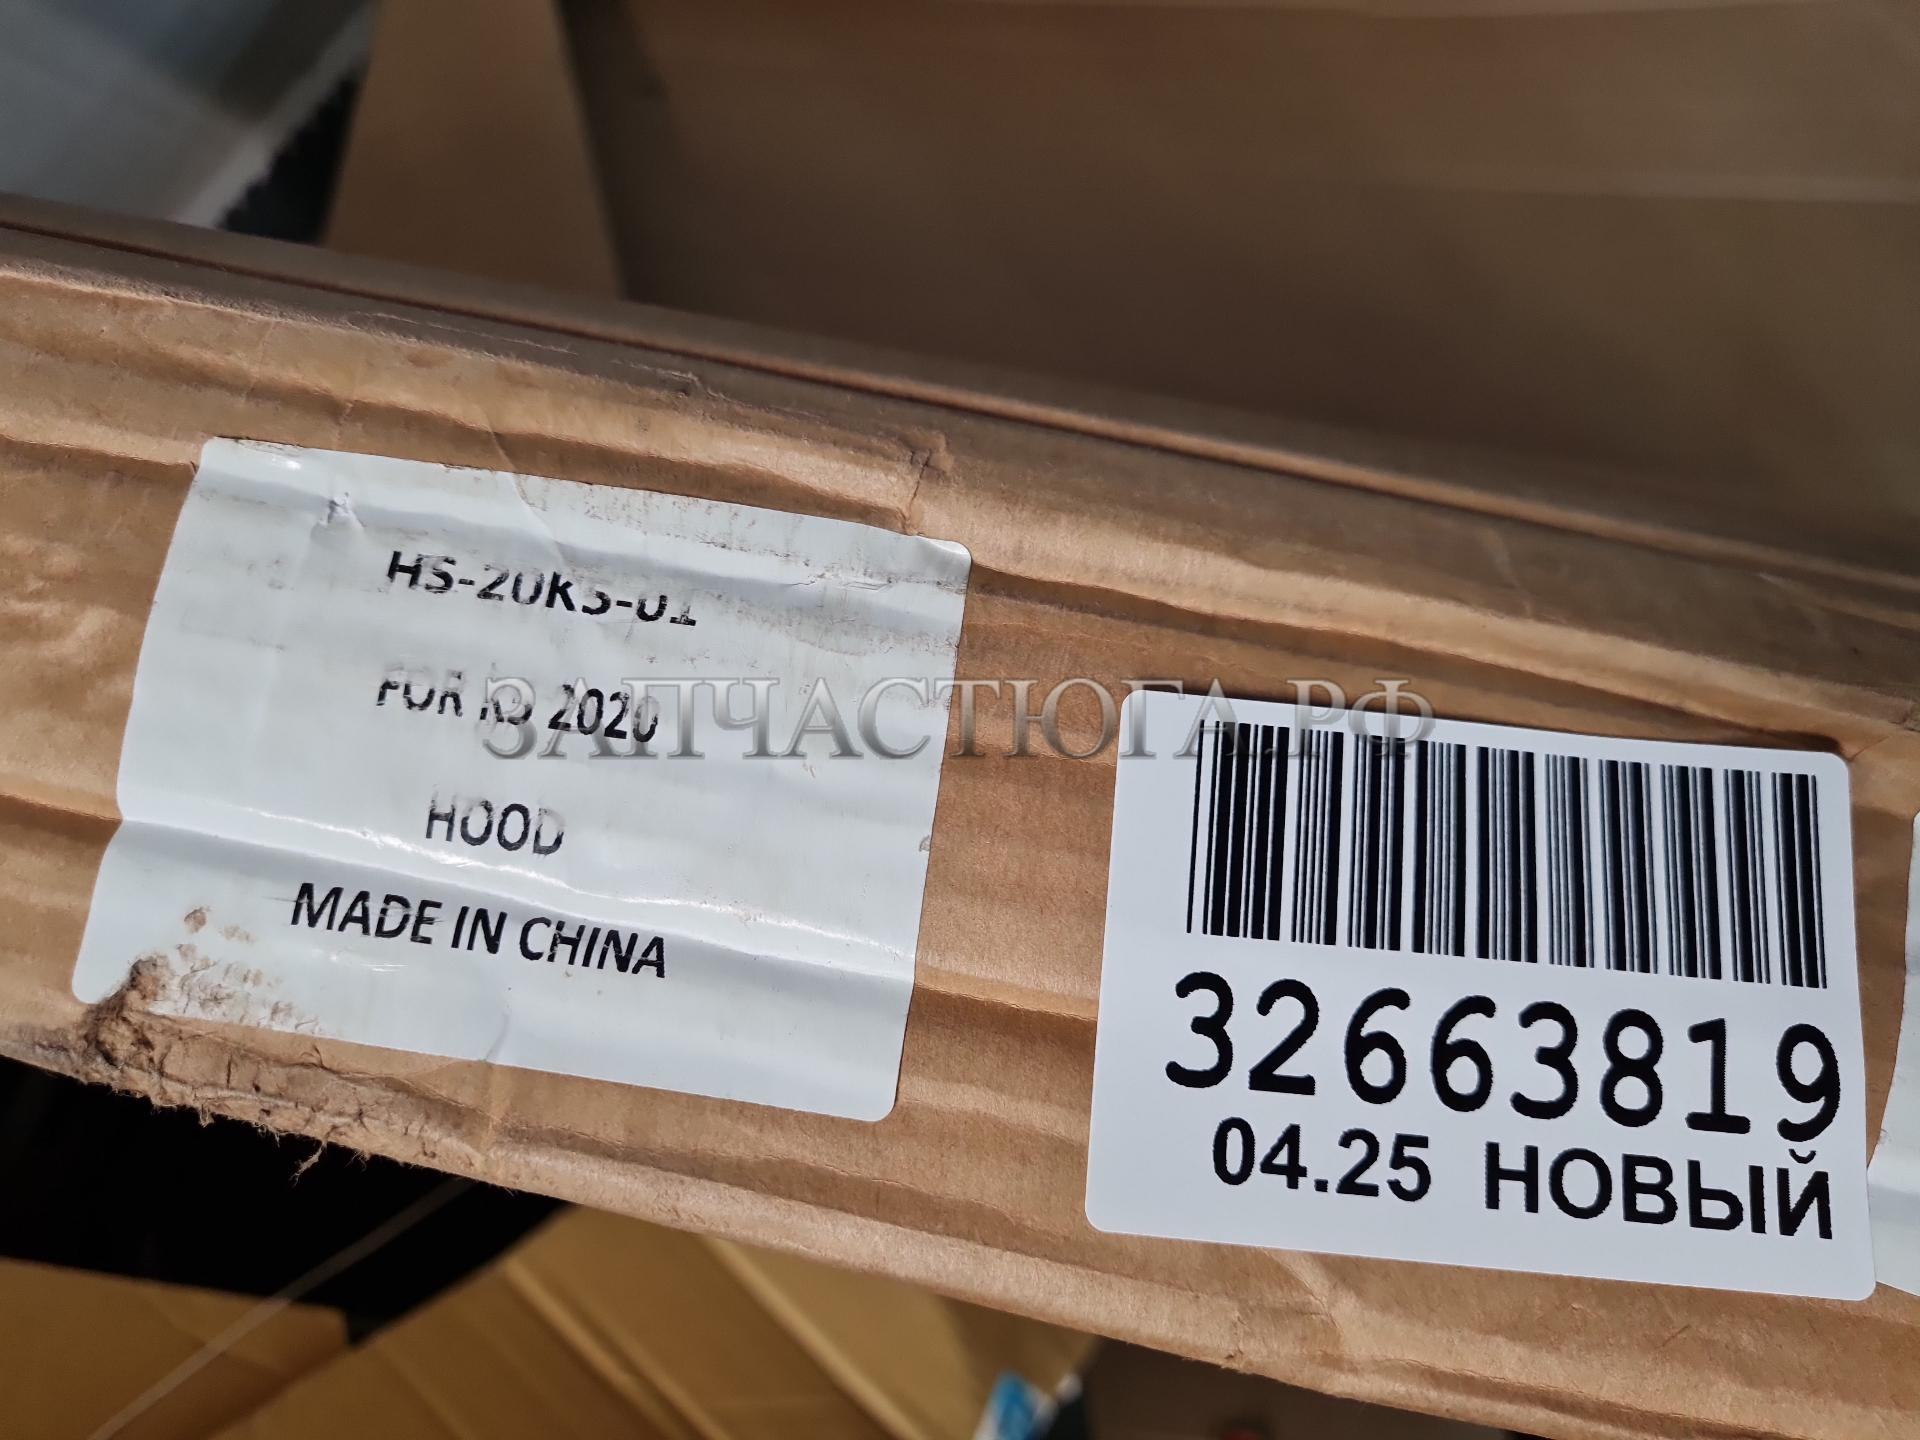 HS-20K5-01
FOR K5 2020
HOOD
MADE IN CHINA
ЗАПЧАСТЮГА.РФ
32663819
04.25 НОВЫЙ